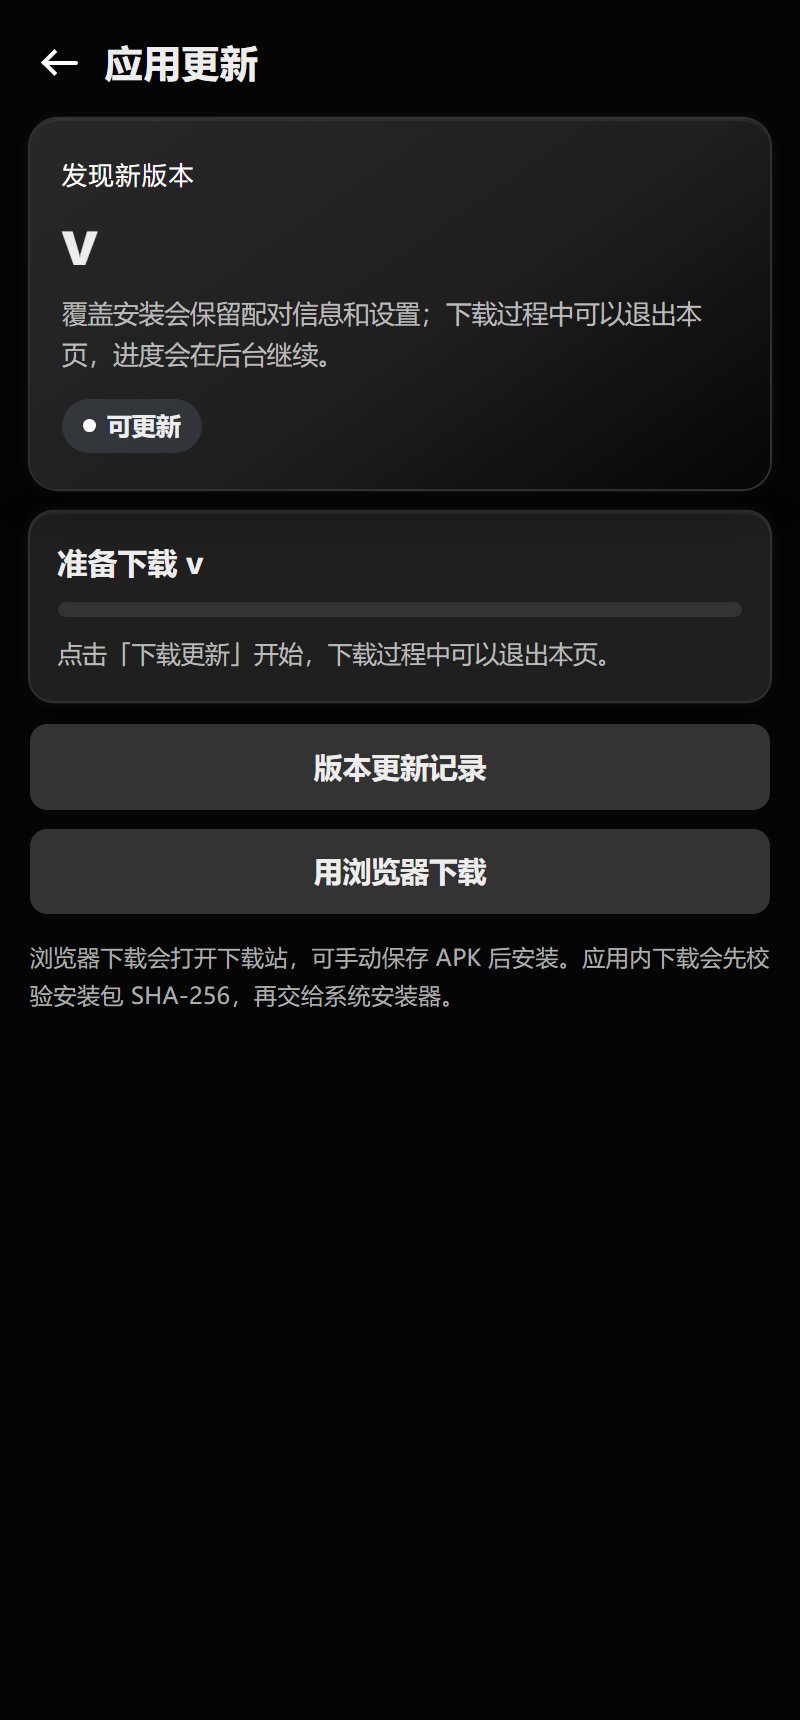 应用更新
发现新版本
v
覆盖安装会保留配对信息和设置；下载过程中可以退出本
页，进度会在后台继续。
可更新
准备下载 v
点击「下载更新」开始，下载过程中可以退出本页。
版本更新记录
用浏览器下载
浏览器下载会打开下载站，可手动保存 APK 后安装。应用内下载会先校
验安装包 SHA-256，再交给系统安装器。